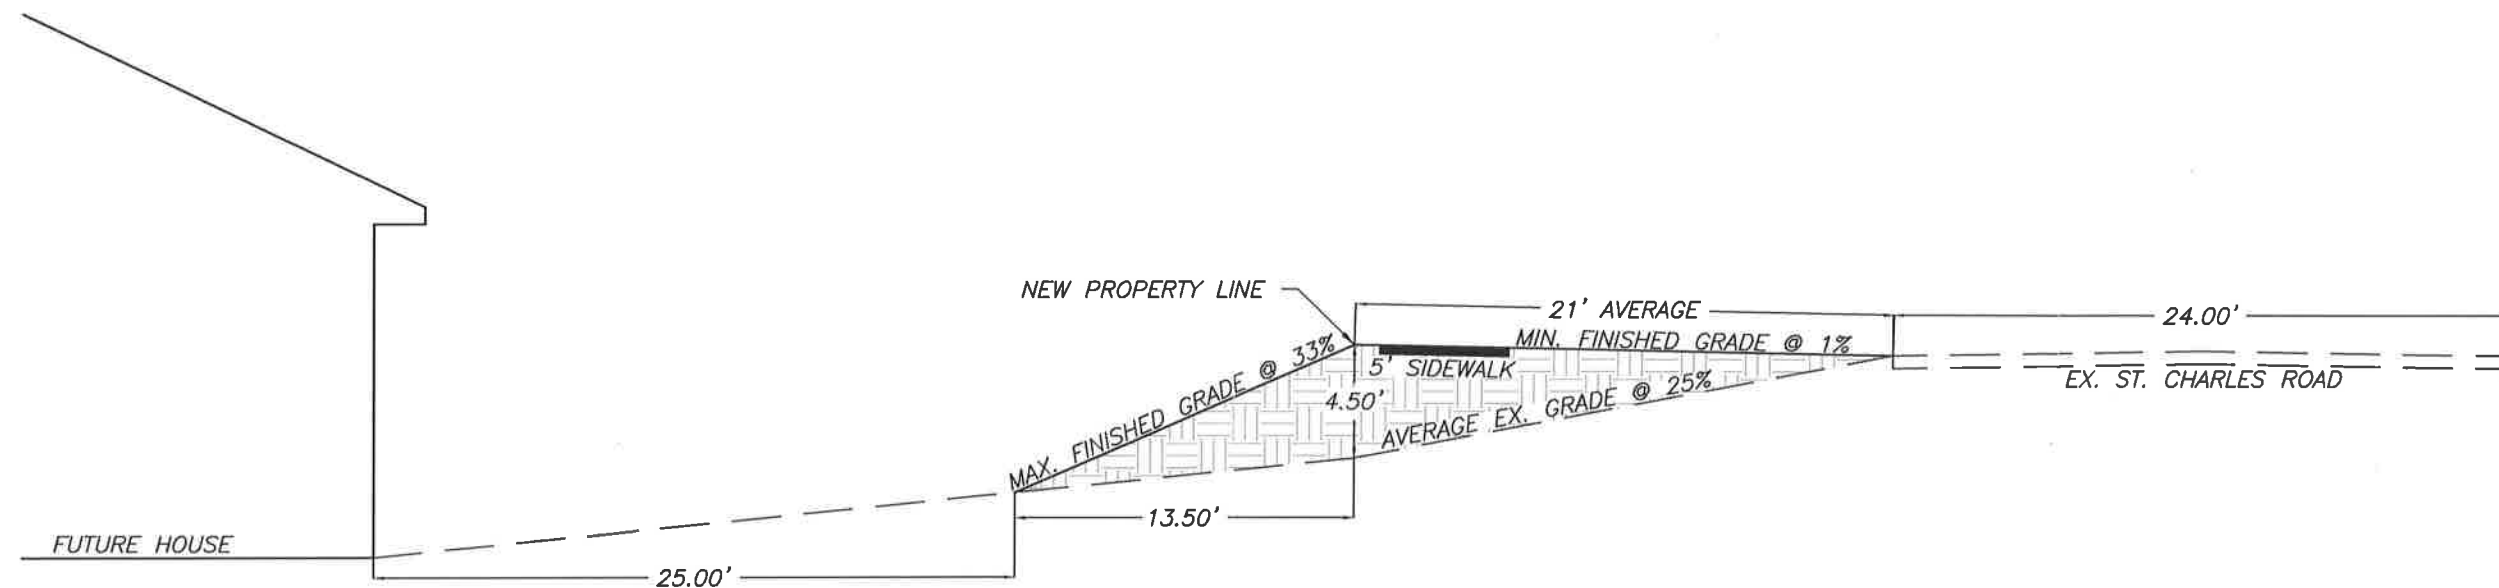 NEW PROPERTY LINE
21' AVERAGE
24.00'
MIN. FINISHED GRADE @ 1%
MAX. FINISHED GRADE @ 33%
5' SIDEWALK
4.50'
AVERAGE EX. GRADE @ 25%
EX. ST. CHARLES ROAD
13.50'
FUTURE HOUSE
25.00'